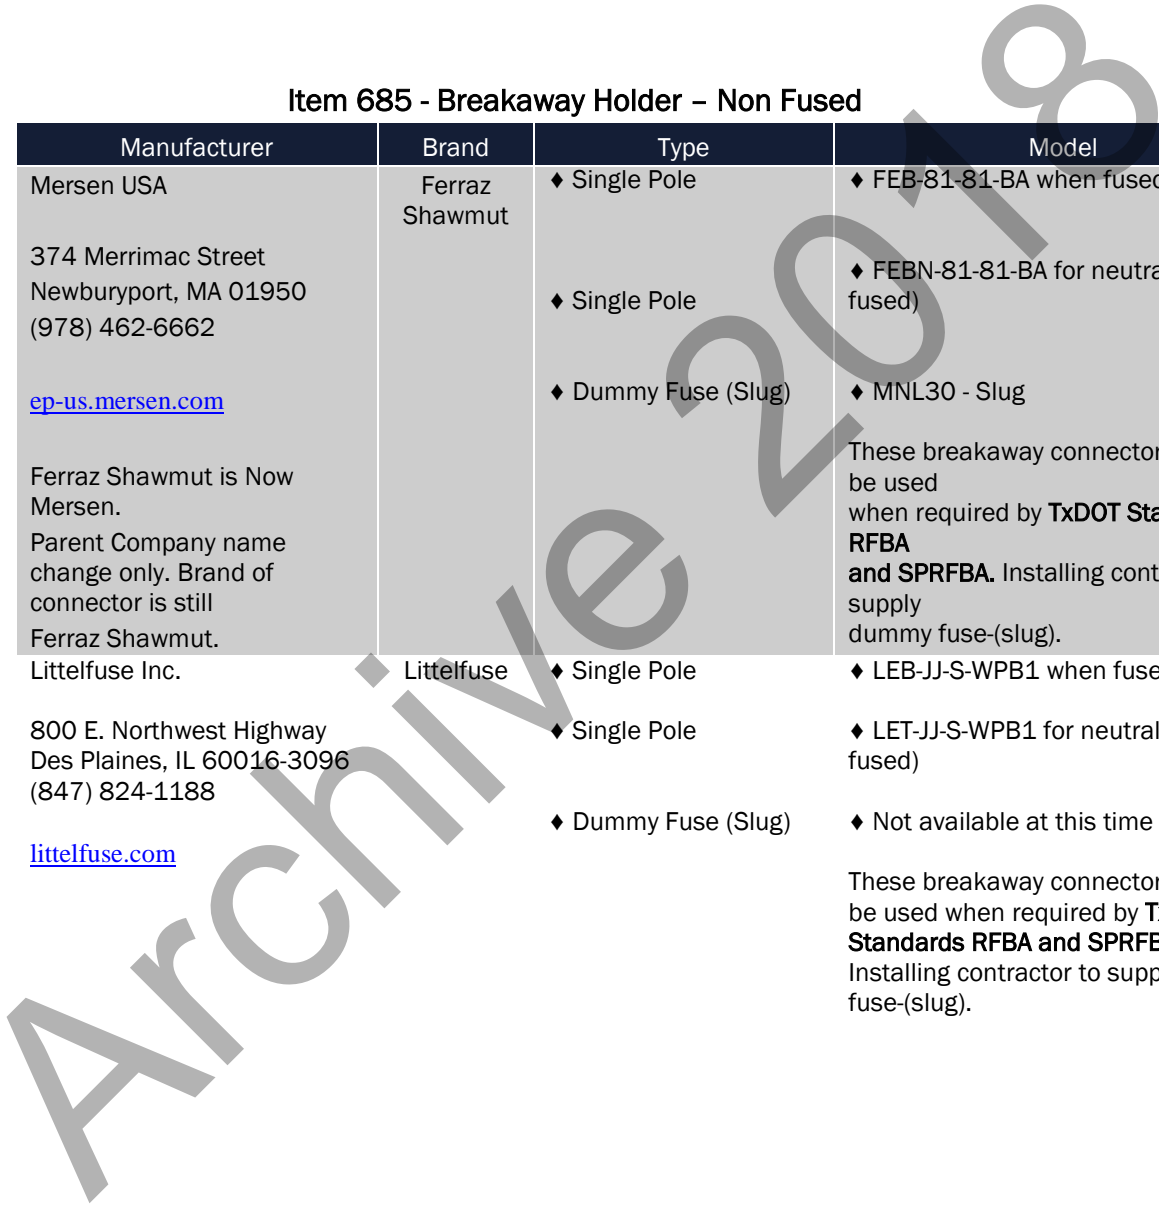 Item 685 - Breakaway Holder – Non Fused
Manufacturer Brand Type Model
Mersen USA
374 Merrimac Street
Newburyport, MA 01950
(978) 462-6662
ep-us.mersen.com
Ferraz Shawmut is Now
Mersen.
Parent Company name
change only. Brand of
connector is still
Ferraz Shawmut.
Ferraz
Shawmut
♦ Single Pole
♦ Single Pole
♦ Dummy Fuse (Slug)
♦ FEB-81-81-BA when fused
♦ FEBN-81-81-BA for neutra
fused)
♦ MNL30 - Slug
These breakaway connector
be used
when required by TxDOT Sta
RFBA
and SPRFBA. Installing cont
supply
dummy fuse-(slug).
Littelfuse Inc.
800 E. Northwest Highway
Des Plaines, IL 60016-3096
(847) 824-1188
littelfuse.com
Littelfuse
♦ Single Pole
♦ Single Pole
♦ Dummy Fuse (Slug)
♦ LEB-JJ-S-WPB1 when fuse
♦ LET-JJ-S-WPB1 for neutral
fused)
♦ Not available at this time
These breakaway connector
be used when required by T
Standards RFBA and SPRFB
Installing contractor to supp
fuse-(slug).
Archive 2018